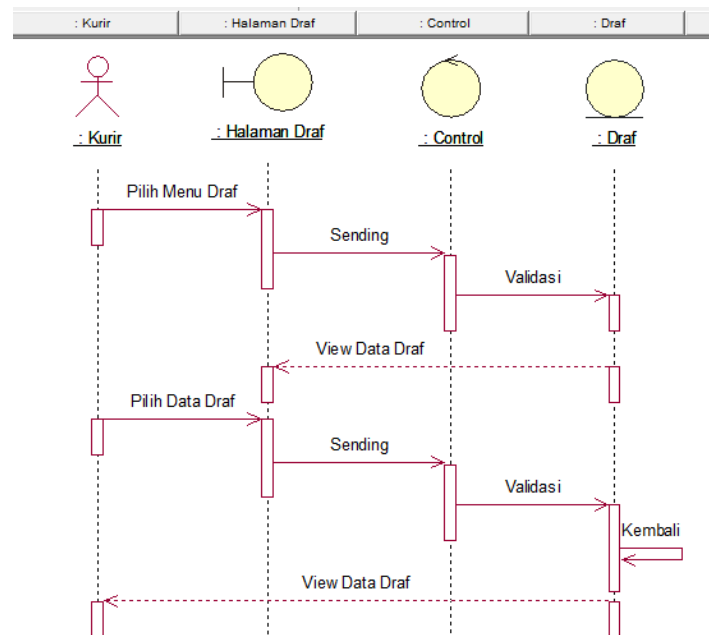 : Kurir
: Halaman Draf
: Control
: Draf
: Kurir
: Halaman Draf
: Control
: Draf
Pilih Menu Draf
Sending
Validasi
View Data Draf
Pilih Data Draf
Sending
Validasi
Kembali
View Data Draf